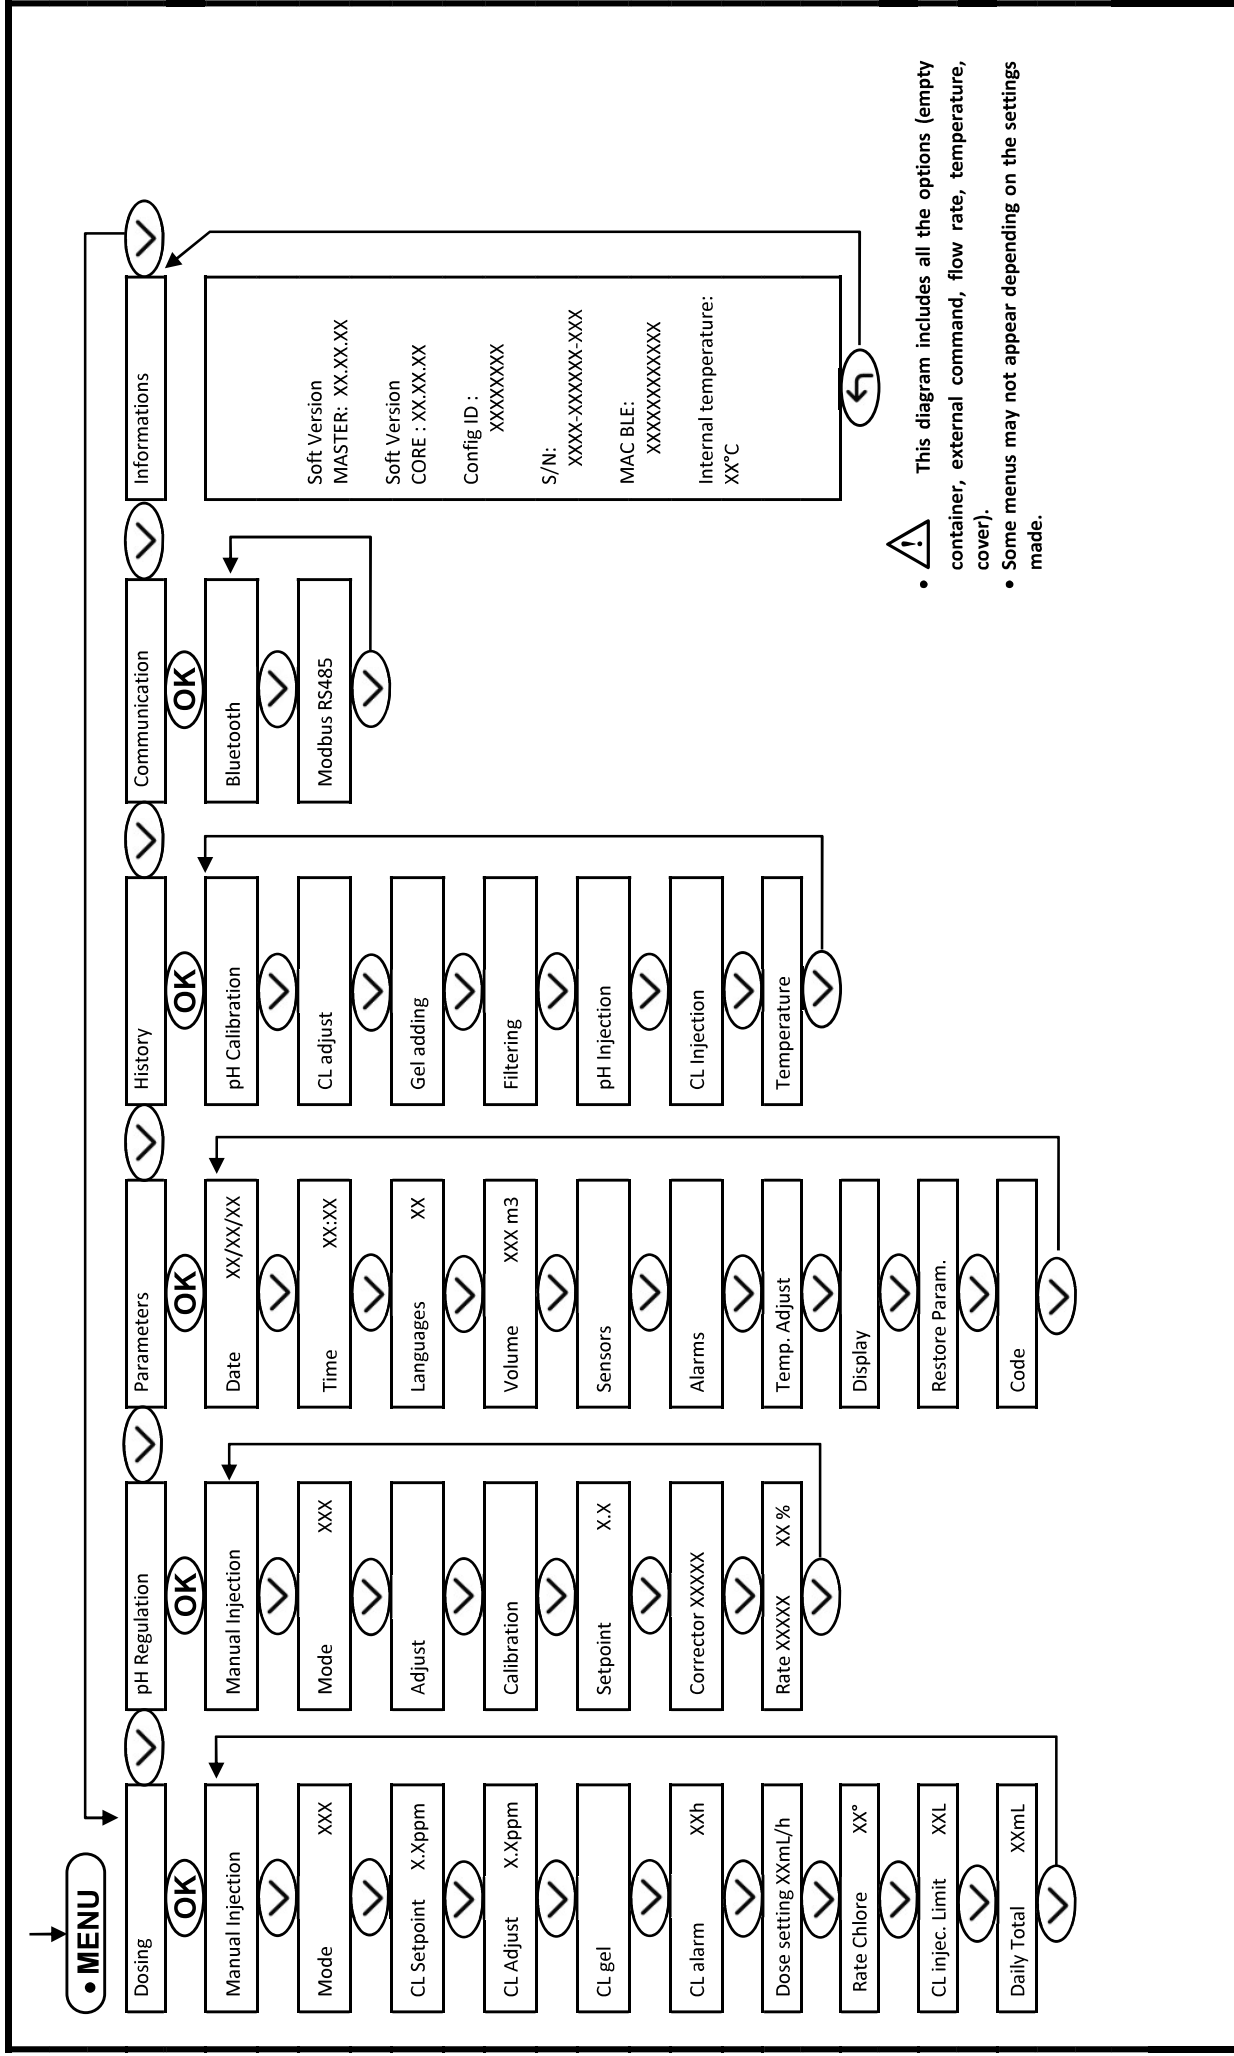 • MENU
Dosing
OK
Manual Injection
Mode XXX
CL Setpoint X.Xppm
CL Adjust X.Xppm
CL gel
CL alarm XXh
Dose setting XXmL/h
Rate Chlore XX°
CL injec. Limit XXL
Daily Total XXmL
pH Regulation
OK
Manual Injection
Mode XXX
Adjust
Calibration
Setpoint X.X
Corrector XXXXX
Rate XXXXX XX %
Parameters
OK
Date XX/XX/XX
Time XX:XX
Languages XX
Volume XXX m3
Sensors
Alarms
Temp. Adjust
Display
Restore Param.
Code
History
OK
pH Calibration
CL adjust
Gel adding
Filtering
pH Injection
CL Injection
Temperature
Communication
OK
Bluetooth
Modbus RS485
Informations
Soft Version
MASTER: XX.XX.XX
Soft Version
CORE : XX.XX.XX
Config ID :
XXXXXXXX
S/N:
XXXX-XXXXXX-XXX
MAC BLE:
XXXXXXXXXXXX
Internal temperature:
XX°C
• This diagram includes all the options (empty
container, external command, flow rate, temperature,
cover).
• Some menus may not appear depending on the settings
made.